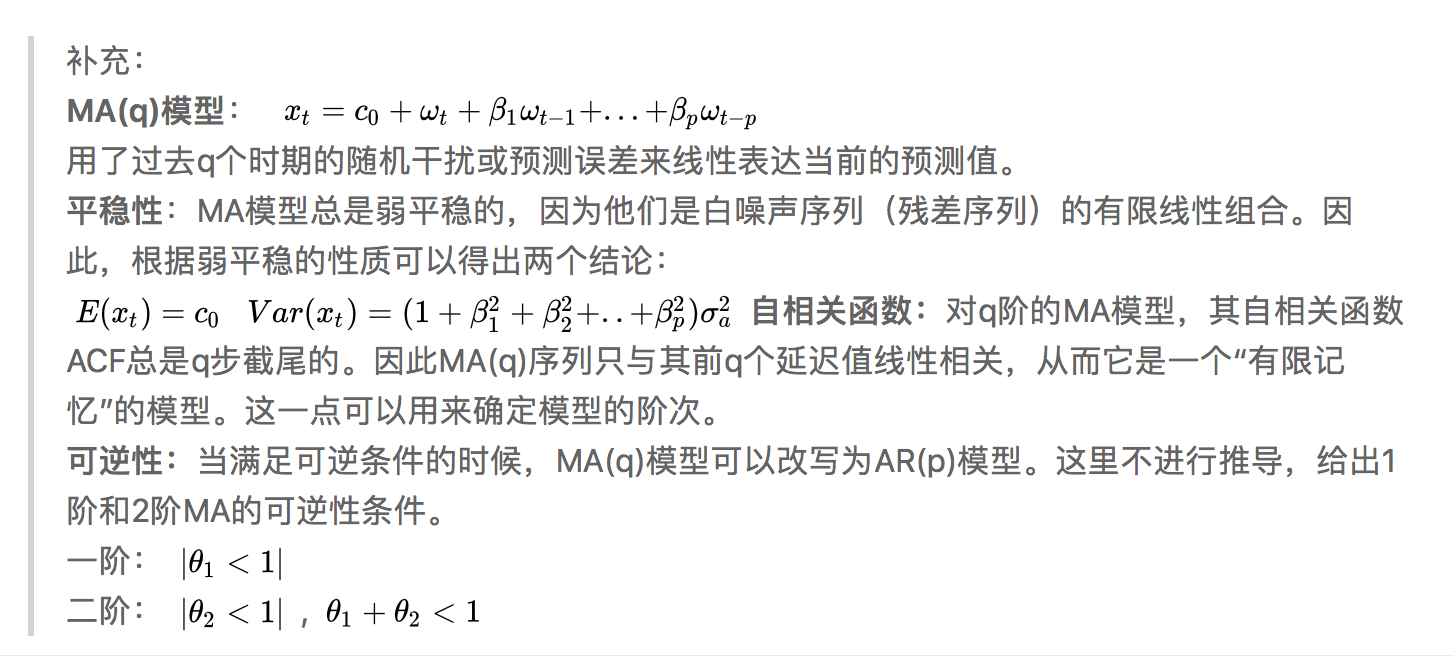 补充：
MA(q)模型： $x_t = c_0 + \omega_t + \beta_1 \omega_{t-1} + \ldots + \beta_p \omega_{t-p}$
用了过去q个时期的随机干扰或预测误差来线性表达当前的预测值。
平稳性：MA模型总是弱平稳的，因为他们是白噪声序列（残差序列）的有限线性组合。因
此，根据弱平稳的性质可以得出两个结论：
$E(x_t) = c_0$ $Var(x_t) = (1 + \beta_1^2 + \beta_2^2 + .. + \beta_p^2)\sigma_a^2$ 自相关函数：对q阶的MA模型，其自相关函数
ACF总是q步截尾的。因此MA(q)序列只与其前q个延迟值线性相关，从而它是一个“有限记
忆”的模型。这一点可以用来确定模型的阶次。
可逆性：当满足可逆条件的时候，MA(q)模型可以改写为AR(p)模型。这里不进行推导，给出1
阶和2阶MA的可逆性条件。
一阶： $|\theta_1 < 1|$
二阶： $|\theta_2 < 1|$ , $\theta_1 + \theta_2 < 1$